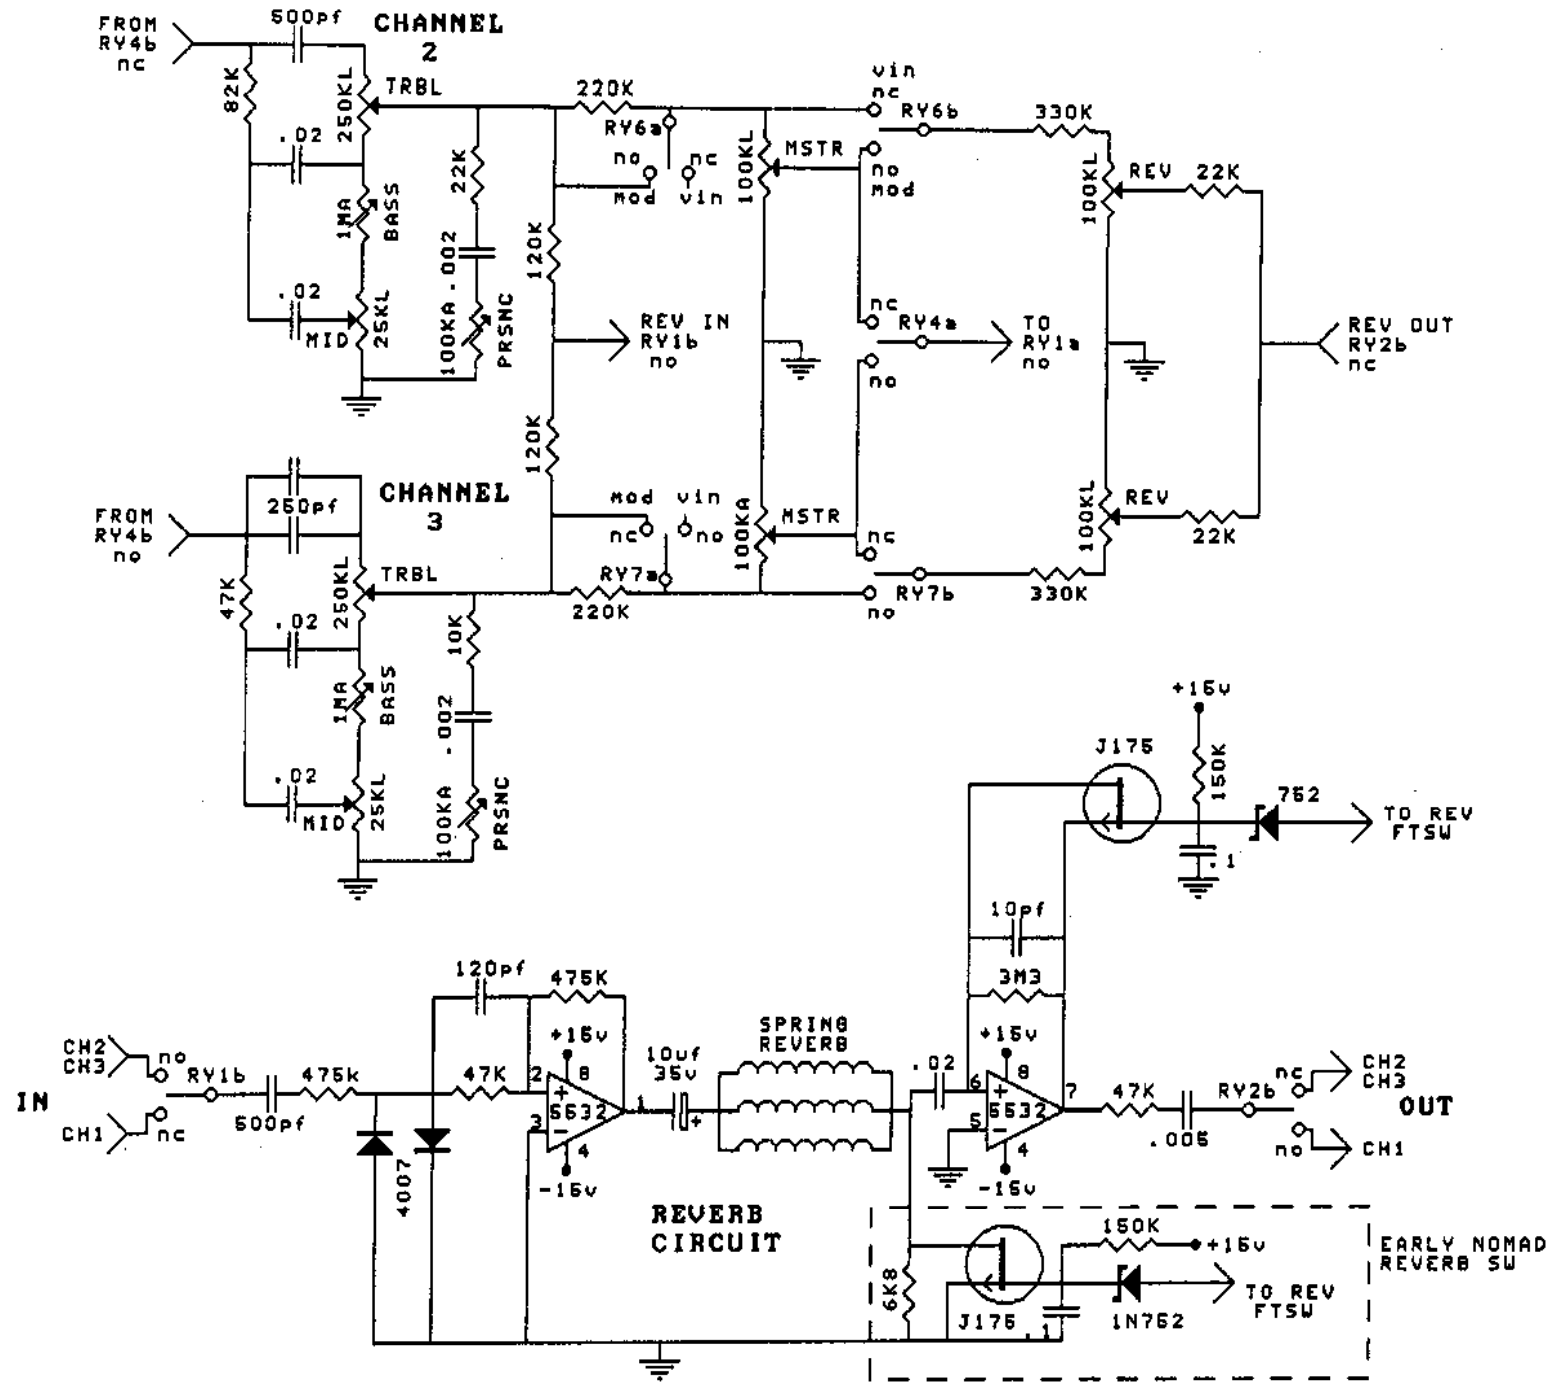 FROM
RY4b
nc
500pf
CHANNEL
2
82K
250KL
TRBL
.02
1MA
BASS
.02
MID
25KL
22K
.002
100KA
PRSNC
120K
220K
RY6a
no
nc
mod
vin
REV IN
RY1b
no
120K
100KL
MSTR
vin
nc
RY6b
no
mod
nc
RY4a
no
TO
RY1a
no
330K
100KL
REV
22K
REV OUT
RY2b
nc
FROM
RY4b
no
250pf
CHANNEL
3
47K
250KL
TRBL
.02
1MA
BASS
.02
MID
25KL
10K
.002
100KA
PRSNC
mod
vin
nc
no
RY7a
220K
100KA
MSTR
nc
RY7b
no
330K
100KL
REV
22K
+15v
J175
150K
752
TO REV
FTSW
.1
10pf
3M3
120pf
475K
+15v
SPRING
REVERB
10uf
35v
.02
+15v
IN
CH2
CH3
no
RY1b
CH1
nc
500pf
475k
47K
2
8
+
5532
3
-
4
-15v
1
+
4007
6
8
+
5532
5
-
4
-15v
7
47K
.005
RY2b
nc
CH2
CH3
OUT
no
CH1
REVERB
CIRCUIT
6K8
J175
150K
+15v
.1
1N752
TO REV
FTSW
EARLY NOMAD
REVERB SW